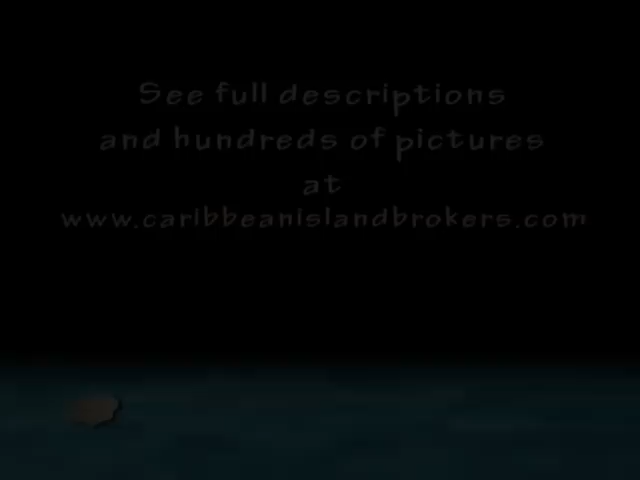 See full descriptions
and hundreds of pictures
at
www.caribbeanislandbrokers.com